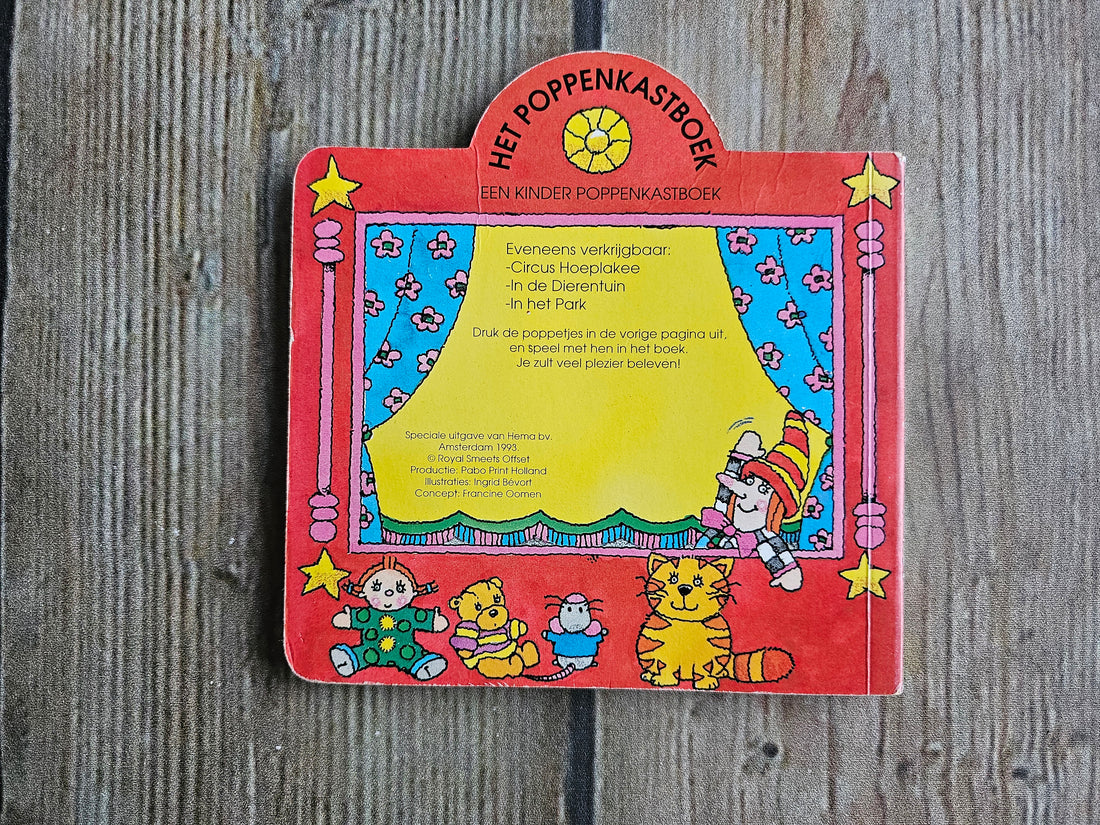 HET POPPENKASTBOEK
EEN KINDER POPPENKASTBOEK
Eveneens verkrijgbaar:
-Circus Hoeplakee
-In de Dierentuin
-In het Park
Druk de poppetjes in de vorige pagina uit,
en speel met hen in het boek.
Je zult veel plezier beleven!
Speciale uitgave van Hema bv.
Amsterdam 1993.
© Royal Smeets Offset
Productie: Pabo Print Holland
Illustraties: Ingrid Bévort
Concept: Francine Oomen